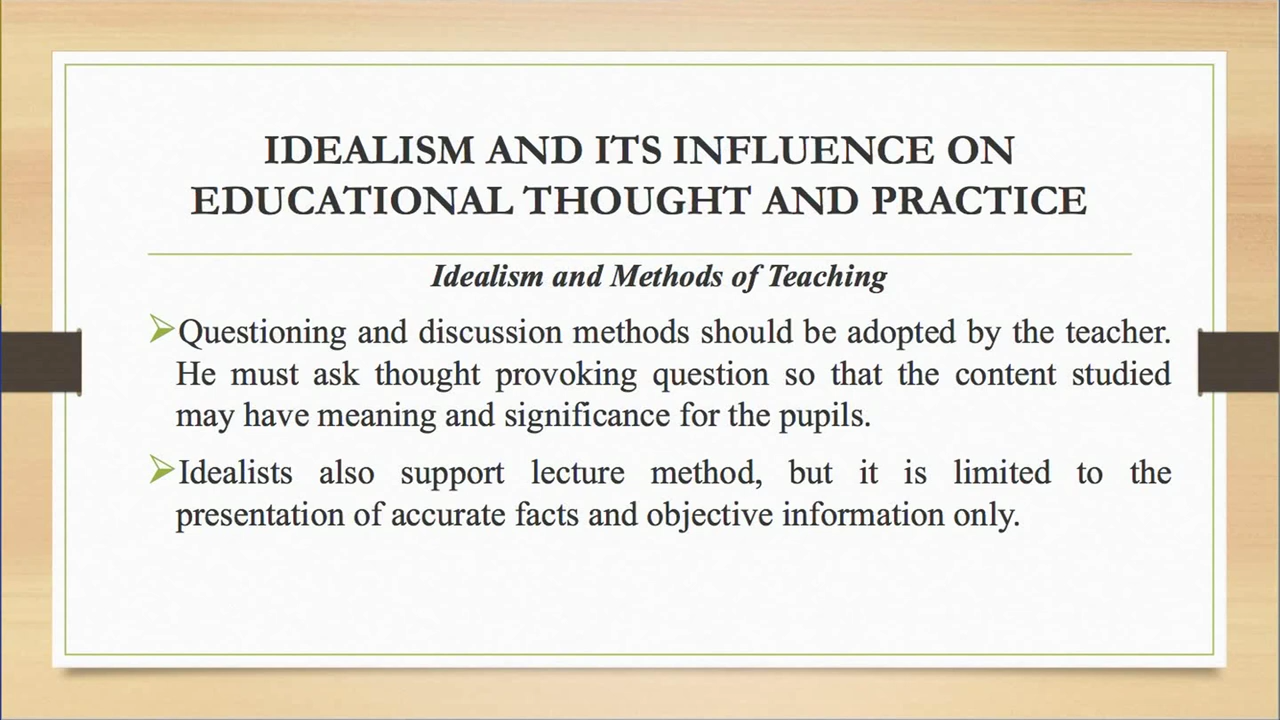 IDEALISM AND ITS INFLUENCE ON
EDUCATIONAL THOUGHT AND PRACTICE
Idealism and Methods of Teaching
Questioning and discussion methods should be adopted by the teacher.
He must ask thought provoking question so that the content studied
may have meaning and significance for the pupils.
Idealists also support lecture method, but it is limited to the
presentation of accurate facts and objective information only.